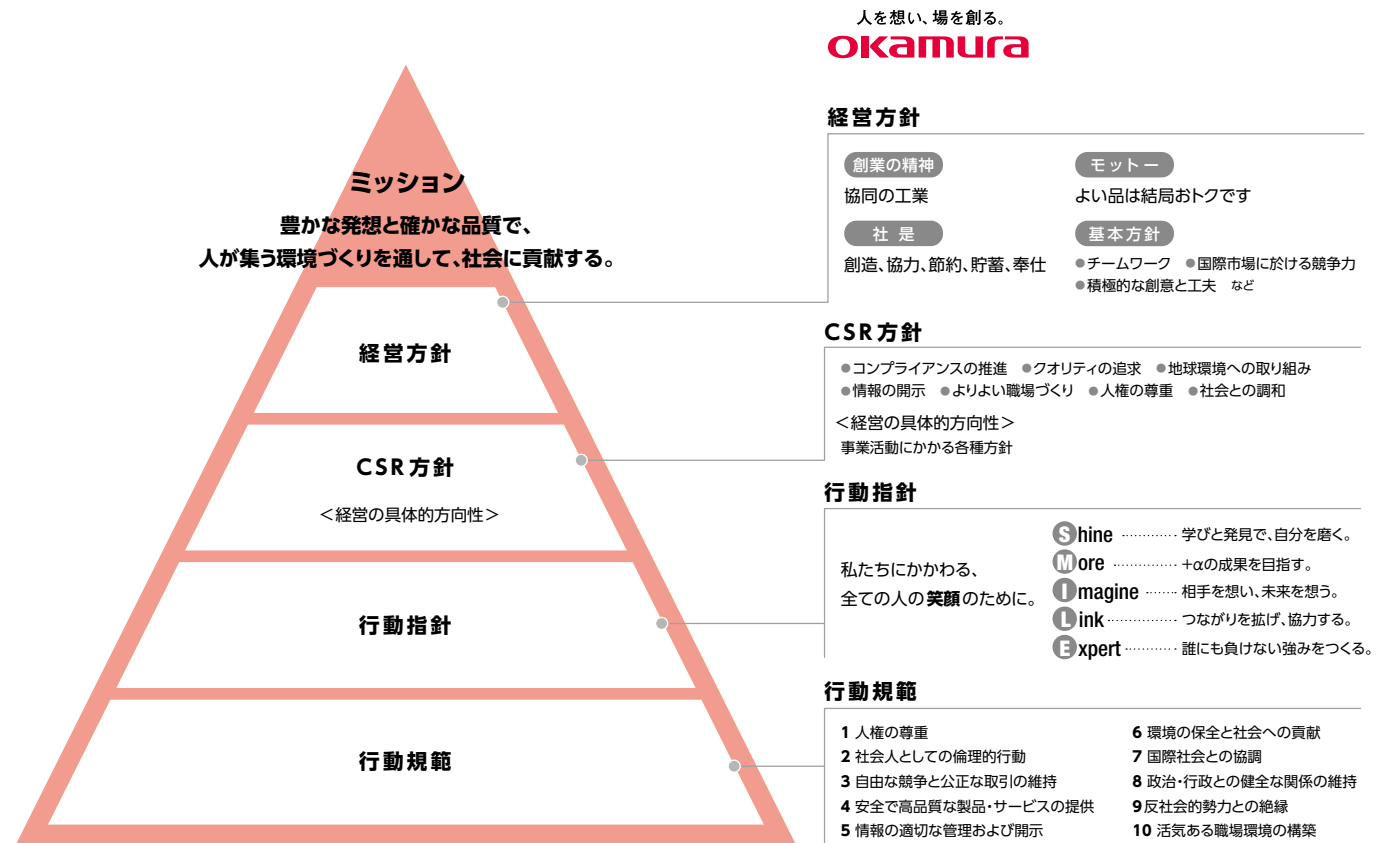 人を想い、場を創る。
okamura
ミッション
豊かな発想と確かな品質で、
人が集う環境づくりを通して、社会に貢献する。
経営方針
CSR方針
＜経営の具体的方向性＞
行動指針
行動規範
経営方針
創業の精神
協同の工業
モットー
よい品は結局おトクです
社是
創造、協力、節約、貯蓄、奉仕
基本方針
●チームワーク ●国際市場に於ける競争力
●積極的な創意と工夫 など
CSR方針
●コンプライアンスの推進 ●クオリティの追求 ●地球環境への取り組み
●情報の開示 ●よりよい職場づくり ●人権の尊重 ●社会との調和
＜経営の具体的方向性＞
事業活動にかかる各種方針
行動指針
私たちにかかわる、
全ての人の笑顔のために。
Shine ………… 学びと発見で、自分を磨く。
More ………… +αの成果を目指す。
Imagine ……… 相手を想い、未来を想う。
Link ………… つながりを拡げ、協力する。
Expert ………… 誰にも負けない強みをつくる。
行動規範
1 人権の尊重
2 社会人としての倫理的行動
3 自由な競争と公正な取引の維持
4 安全で高品質な製品・サービスの提供
5 情報の適切な管理および開示
6 環境の保全と社会への貢献
7 国際社会との協調
8 政治・行政との健全な関係の維持
9 反社会的勢力との絶縁
10 活気ある職場環境の構築